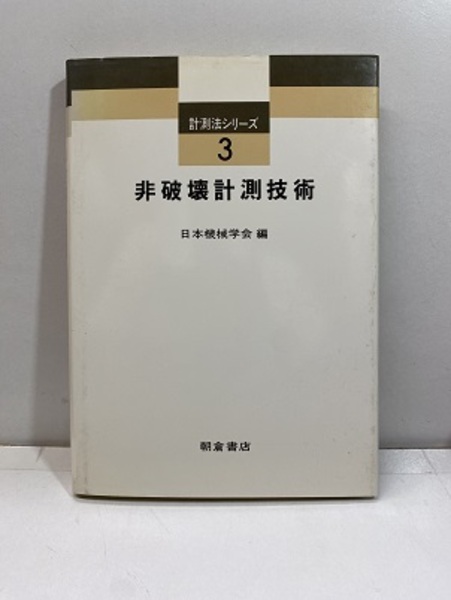 計測法シリーズ
3
非破壊計測技術
日本機械学会 編
朝倉書店